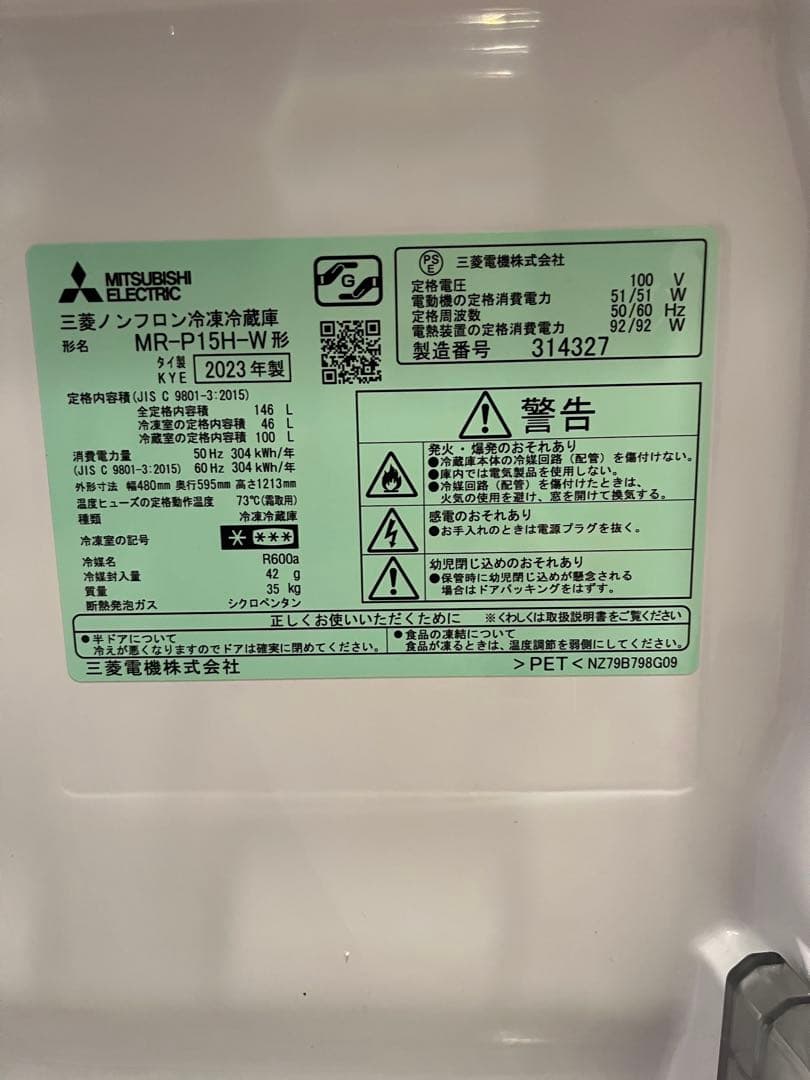 MITSUBISHI
ELECTRIC
三菱ノンフロン冷凍冷蔵庫
形名 MR-P15H-W形
タイ製
KYE 2023年製
G
PSE 三菱電機株式会社
定格電圧 100 V
電動機の定格消費電力 51/51 W
定格周波数 50/60 Hz
電熱装置の定格消費電力 92/92 W
製造番号 314327
定格内容積(JIS C 9801-3:2015)
全定格内容積 146 L
冷凍室の定格内容積 46 L
冷蔵室の定格内容積 100 L
消費電力量 50Hz 304 kWh/年
(JIS C 9801-3:2015) 60Hz 304 kWh/年
外形寸法 幅480mm 奥行595mm 高さ1213mm
温度ヒューズの定格動作温度 73℃(霜取用)
種類 冷凍冷蔵庫
冷凍室の記号 * ***
冷媒名 R600a
冷媒封入量 42 g
質量 35 kg
断熱発泡ガス シクロペンタン
警告
発火・爆発のおそれあり
●冷蔵庫本体の冷媒回路(配管)を傷付けない。
●庫内では電気製品を使用しない。
●冷媒回路(配管)を傷付けたときは、
火気の使用を避け、窓を開けて換気する。
感電のおそれあり
●お手入れのときは電源プラグを抜く。
幼児閉じ込めのおそれあり
●保管時に幼児閉じ込めが懸念される
場合はドアパッキングをはずす。
正しくお使いいただくために ※くわしくは取扱説明書をご覧ください
●半ドアについて
冷えが悪くなりますのでドアは確実に閉めてください。
●食品の凍結について
食品が凍るときは、温度調節を弱側にしてください。
三菱電機株式会社 >PET< NZ79B798G09